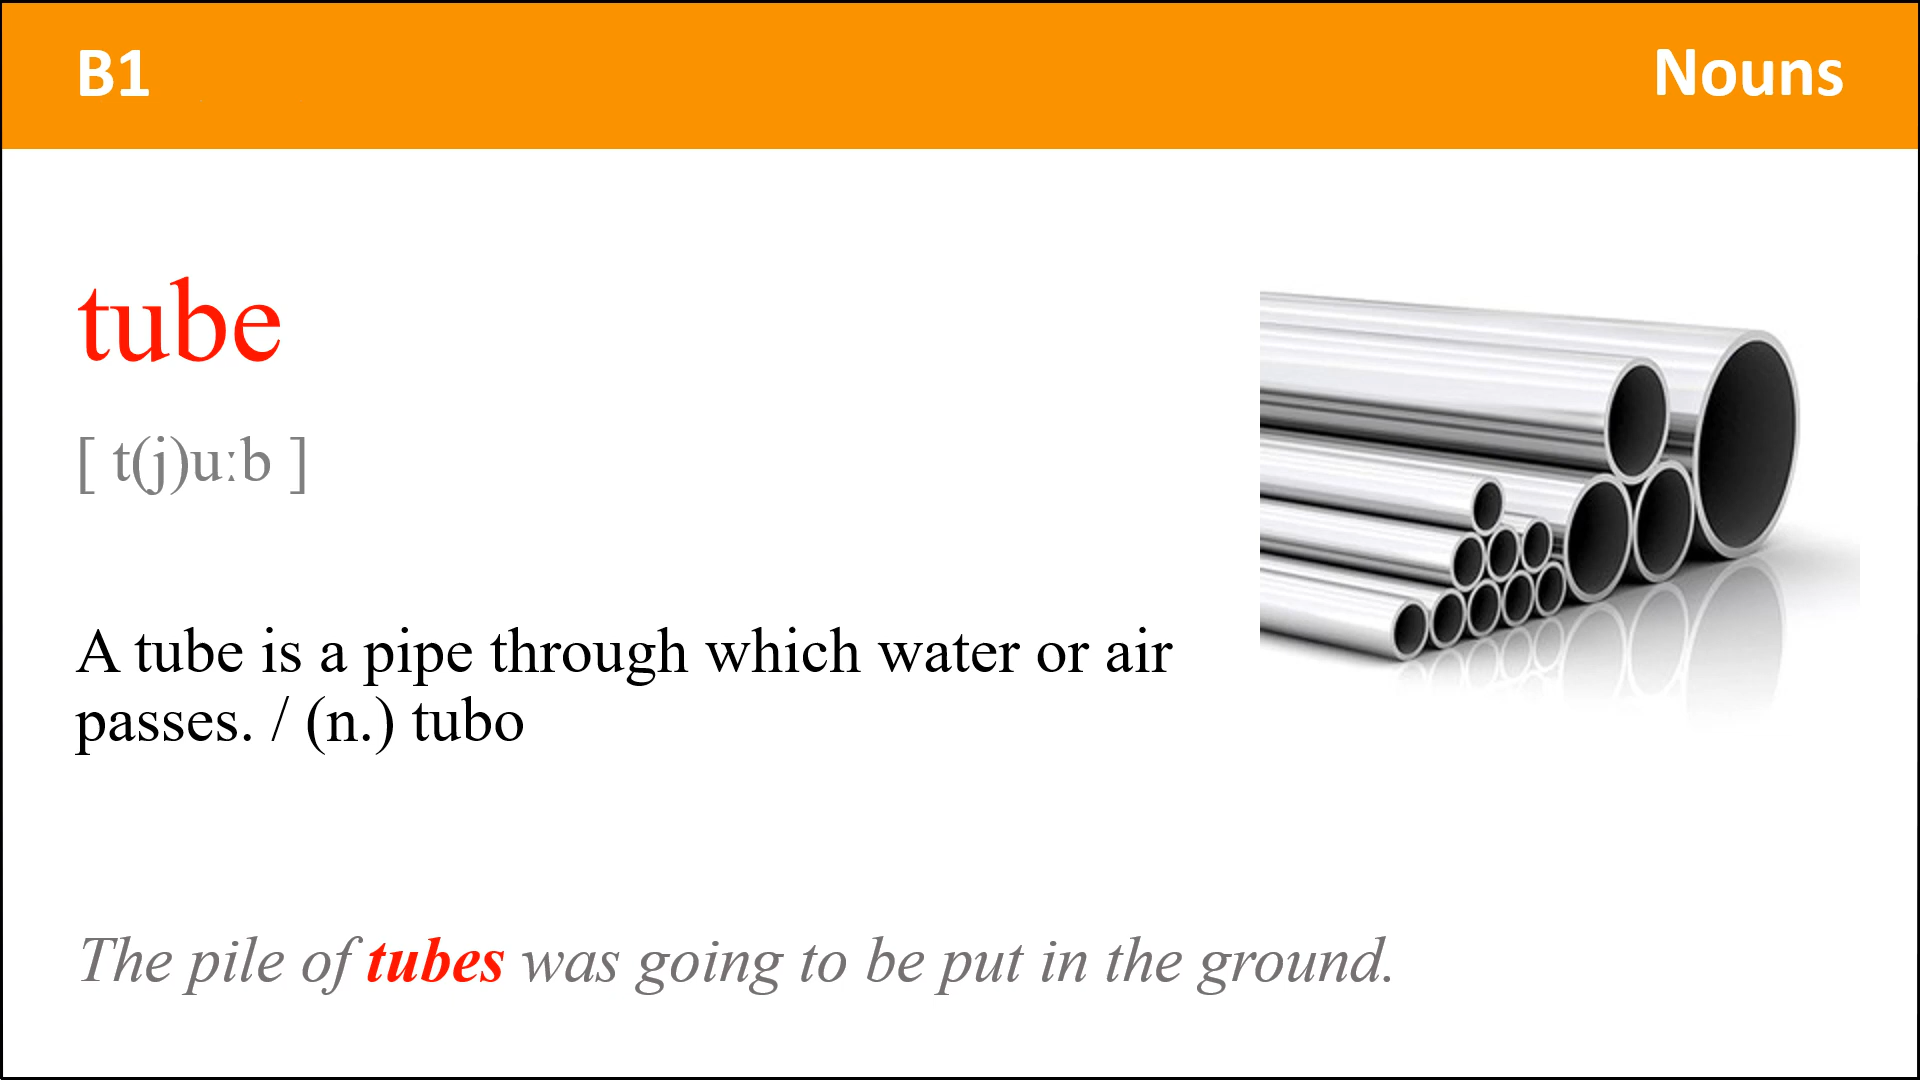 B1
Nouns
tube
[ t(j)uːb ]
A tube is a pipe through which water or air
passes. / (n.) tubo
The pile of tubes was going to be put in the ground.